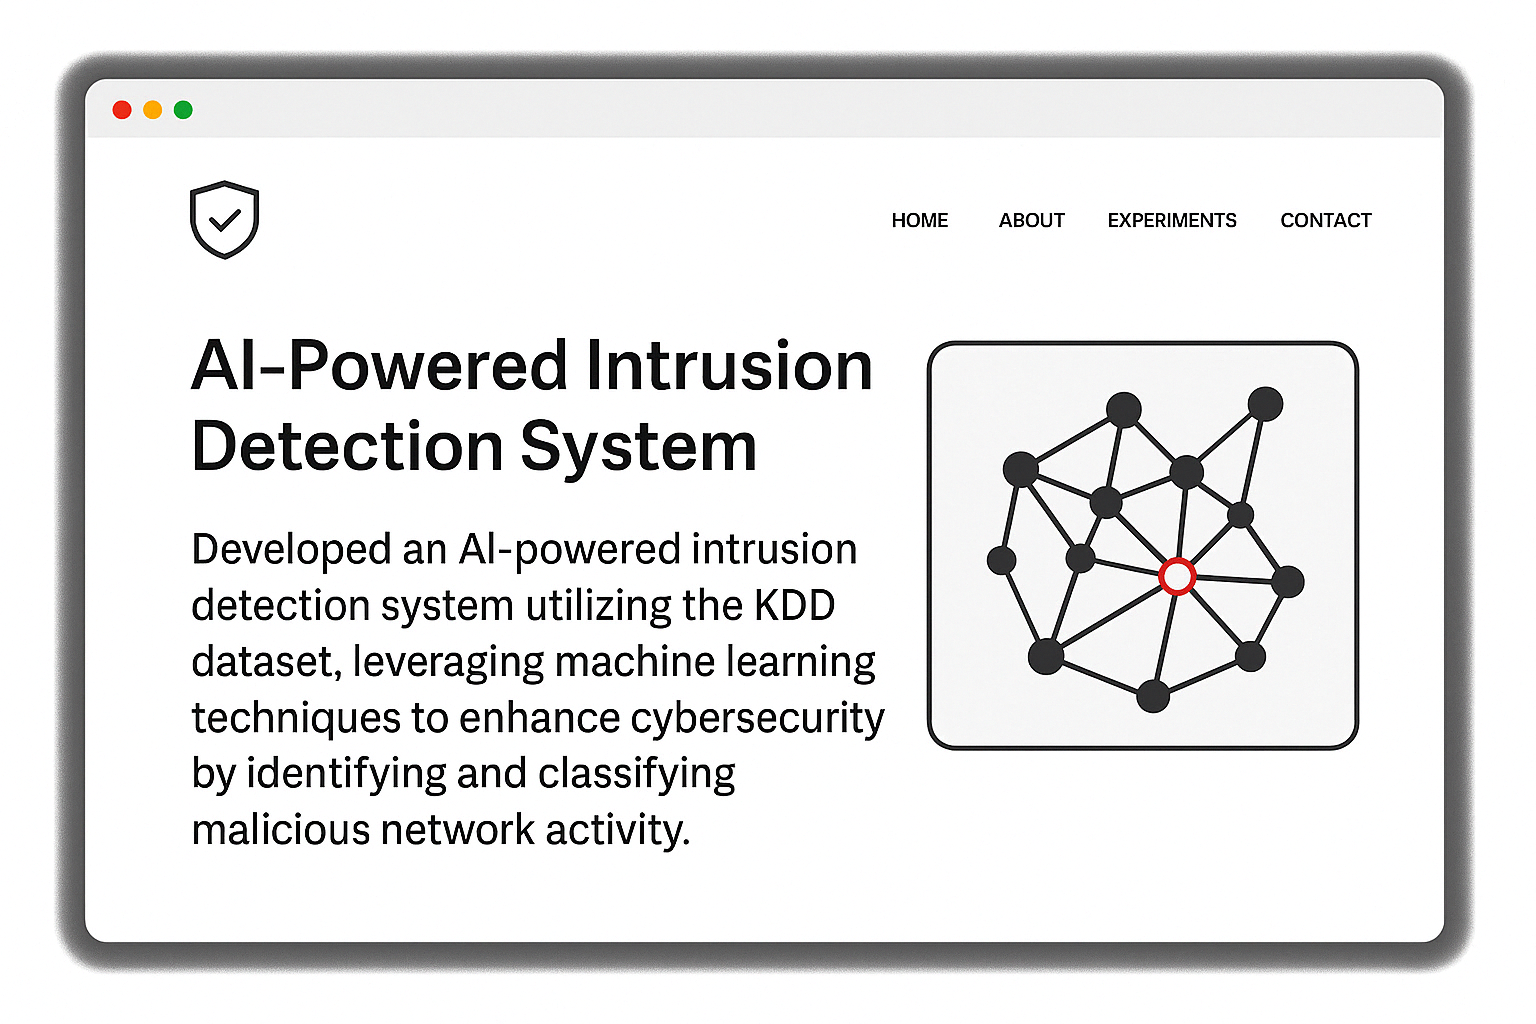 HOME ABOUT EXPERIMENTS CONTACT
AI-Powered Intrusion
Detection System
Developed an AI-powered intrusion
detection system utilizing the KDD
dataset, leveraging machine learning
techniques to enhance cybersecurity
by identifying and classifying
malicious network activity.